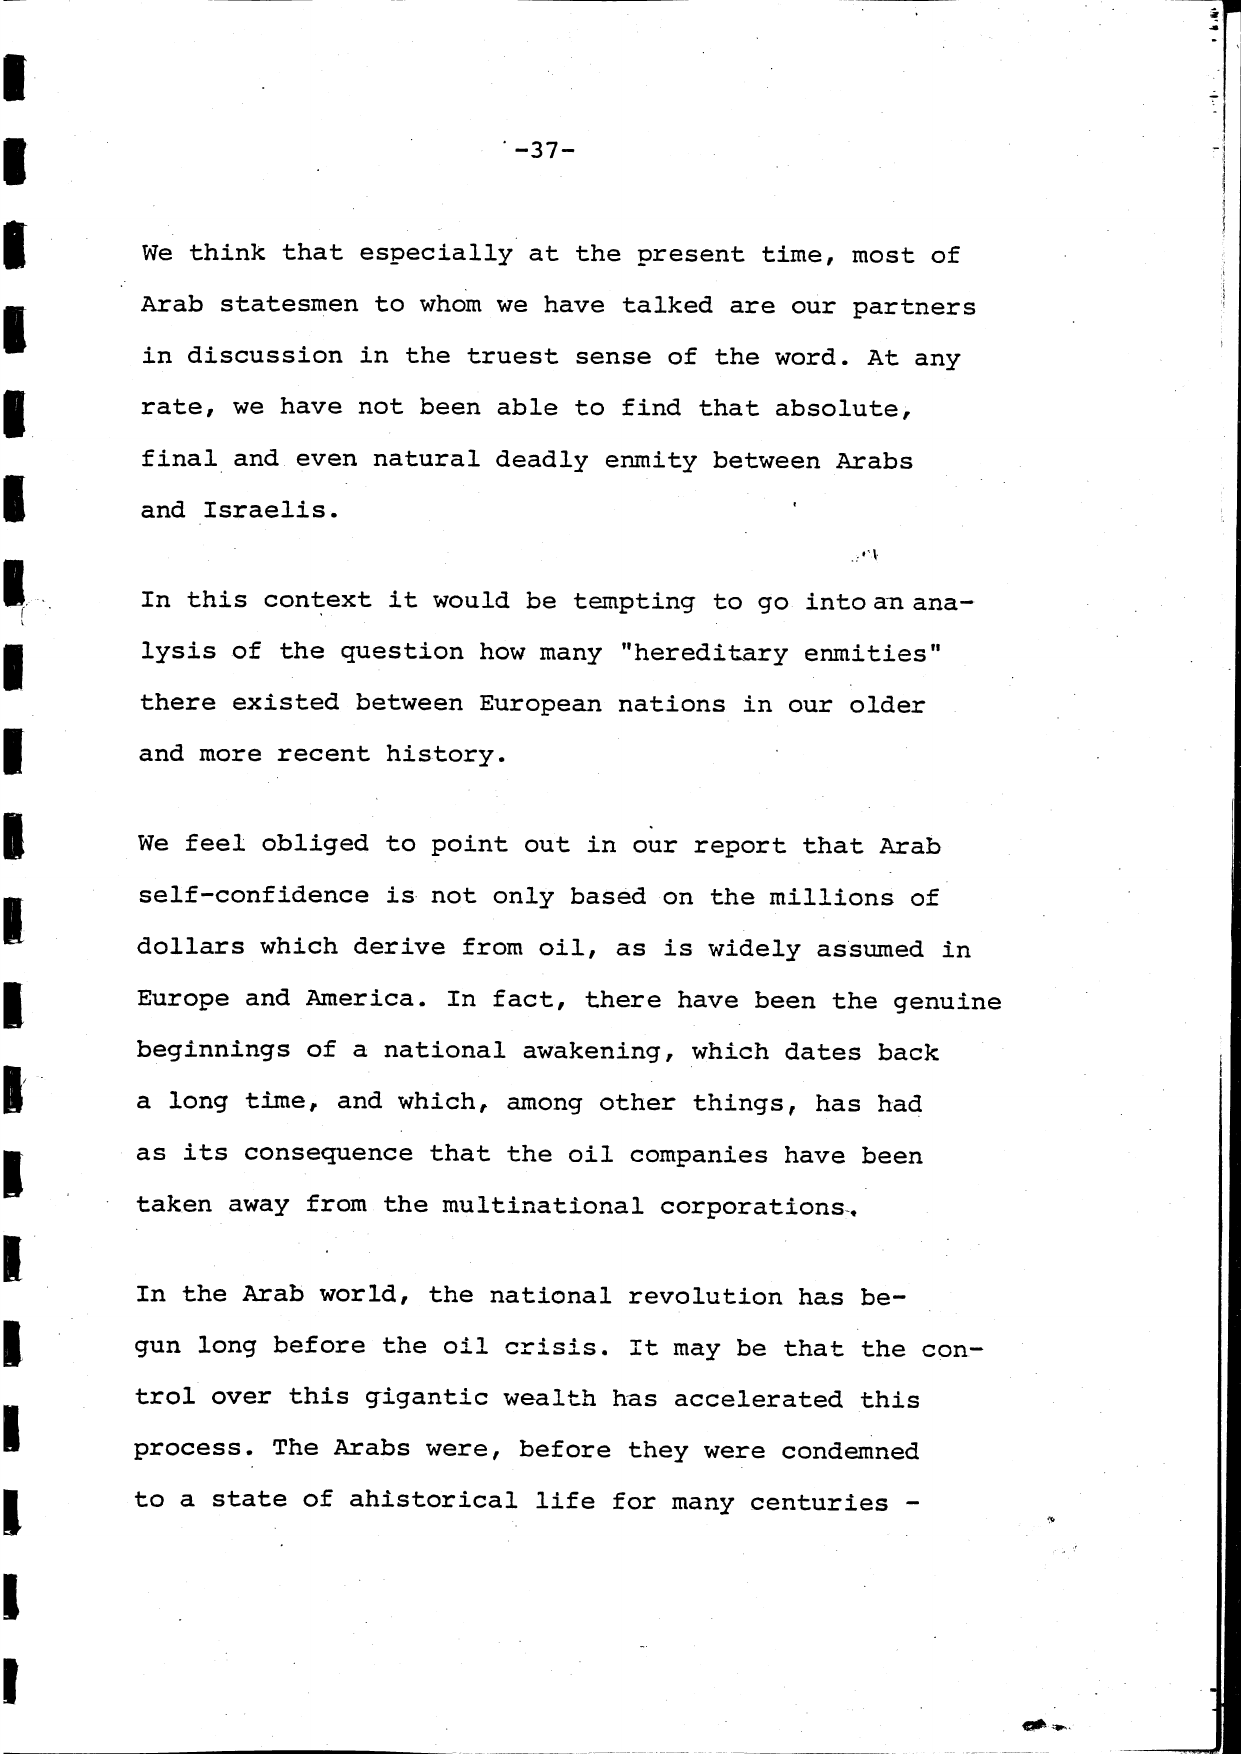 -37-
We think that especially at the present time, most of
Arab statesmen to whom we have talked are our partners
in discussion in the truest sense of the word. At any
rate, we have not been able to find that absolute,
final and even natural deadly enmity between Arabs
and Israelis.
In this context it would be tempting to go into an ana-
lysis of the question how many "hereditary enmities"
there existed between European nations in our older
and more recent history.
We feel obliged to point out in our report that Arab
self-confidence is not only based on the millions of
dollars which derive from oil, as is widely assumed in
Europe and America. In fact, there have been the genuine
beginnings of a national awakening, which dates back
a long time, and which, among other things, has had
as its consequence that the oil companies have been
taken away from the multinational corporations.
In the Arab world, the national revolution has be-
gun long before the oil crisis. It may be that the con-
trol over this gigantic wealth has accelerated this
process. The Arabs were, before they were condemned
to a state of ahistorical life for many centuries -